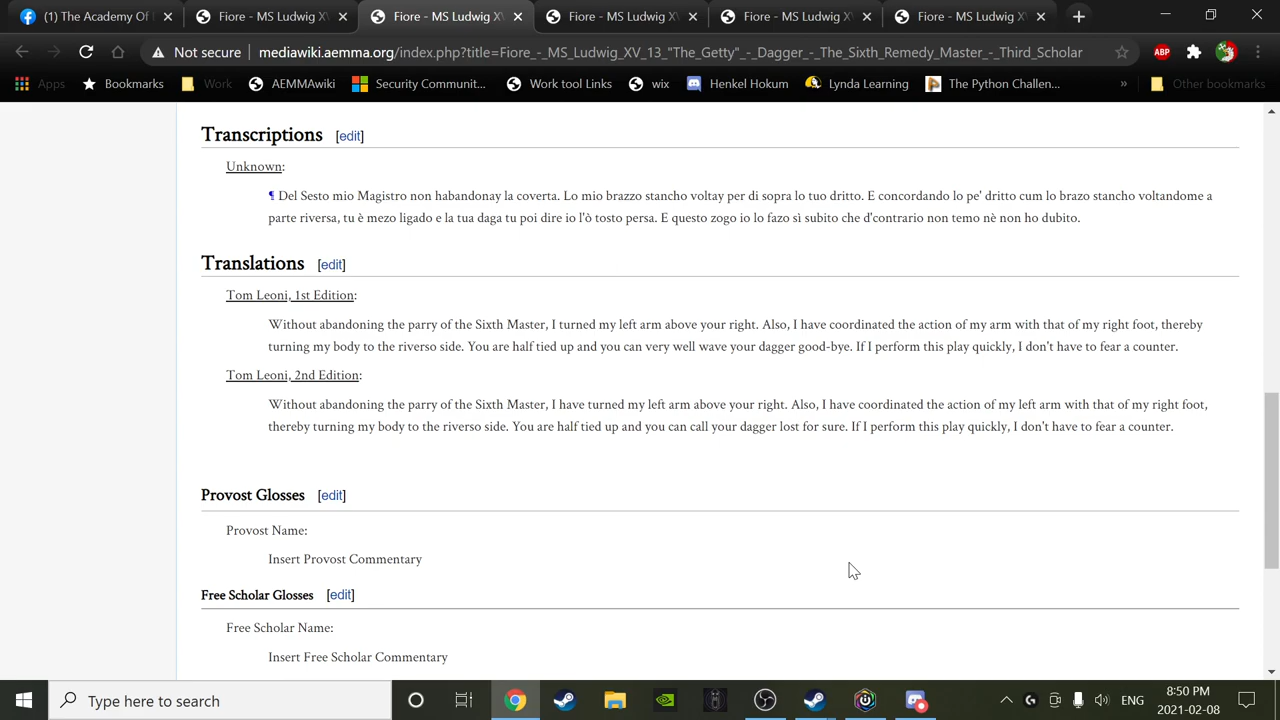 (1) The Academy Of
Fiore - MS Ludwig XV
Fiore - MS Ludwig XV
Fiore - MS Ludwig XV
Fiore - MS Ludwig XV
Fiore - MS Ludwig XV
Not secure
mediawiki.aemma.org/index.php?title=Fiore_-_MS_Ludwig_XV_13_"The_Getty"_-_Dagger_-_The_Sixth_Remedy_Master_-_Third_Scholar
ABP
Apps
Bookmarks
Work
AEMMAwiki
Security Communit...
Work tool Links
wix
Henkel Hokum
Lynda Learning
The Python Challen...
»
Other bookmarks
Transcriptions [edit]
Unknown:
¶ Del Sesto mio Magistro non habandonay la coverta. Lo mio brazzo stancho voltay per di sopra lo tuo dritto. E concordando lo pe' dritto cum lo brazo stancho voltandome a
parte riversa, tu è mezo ligado e la tua daga tu poi dire io l'ò tosto persa. E questo zogo io lo fazo sì subito che d'contrario non temo nè non ho dubito.
Translations [edit]
Tom Leoni, 1st Edition:
Without abandoning the parry of the Sixth Master, I turned my left arm above your right. Also, I have coordinated the action of my arm with that of my right foot, thereby
turning my body to the riverso side. You are half tied up and you can very well wave your dagger good-bye. If I perform this play quickly, I don't have to fear a counter.
Tom Leoni, 2nd Edition:
Without abandoning the parry of the Sixth Master, I have turned my left arm above your right. Also, I have coordinated the action of my left arm with that of my right foot,
thereby turning my body to the riverso side. You are half tied up and you can call your dagger lost for sure. If I perform this play quickly, I don't have to fear a counter.
Provost Glosses [edit]
Provost Name:
Insert Provost Commentary
Free Scholar Glosses [edit]
Free Scholar Name:
Insert Free Scholar Commentary
Type here to search
ENG
8:50 PM
2021-02-08